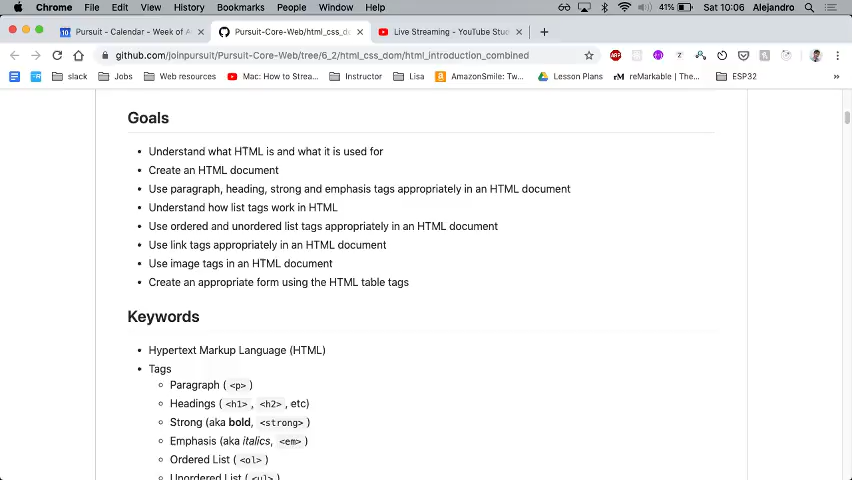 Chrome File Edit View History Bookmarks People Window Help 41% Sat 10:06 Alejandro
Pursuit - Calendar - Week of A Pursuit-Core-Web/html_css_do Live Streaming - YouTube Stud
github.com/joinpursuit/Pursuit-Core-Web/tree/6_2/html_css_dom/html_introduction_combined
slack Jobs Web resources Mac: How to Strea... Instructor Lisa AmazonSmile: Tw... Lesson Plans reMarkable | The... ESP32 »
Goals
• Understand what HTML is and what it is used for
• Create an HTML document
• Use paragraph, heading, strong and emphasis tags appropriately in an HTML document
• Understand how list tags work in HTML
• Use ordered and unordered list tags appropriately in an HTML document
• Use link tags appropriately in an HTML document
• Use image tags in an HTML document
• Create an appropriate form using the HTML table tags
Keywords
• Hypertext Markup Language (HTML)
• Tags
◦ Paragraph ( <p> )
◦ Headings ( <h1> , <h2> , etc)
◦ Strong (aka bold, <strong> )
◦ Emphasis (aka italics, <em> )
◦ Ordered List ( <ol> )
◦ Unordered List ( <ul> )